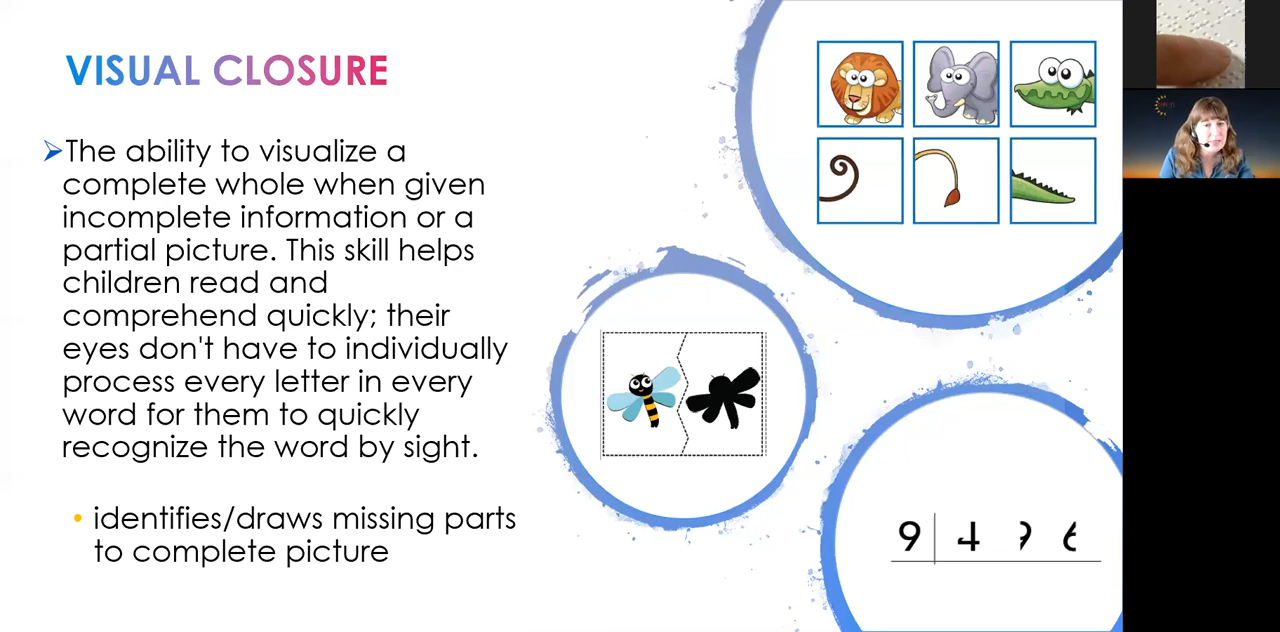 VISUAL CLOSURE
The ability to visualize a
complete whole when given
incomplete information or a
partial picture. This skill helps
children read and
comprehend quickly; their
eyes don't have to individually
process every letter in every
word for them to quickly
recognize the word by sight.
identifies/draws missing parts
to complete picture
9